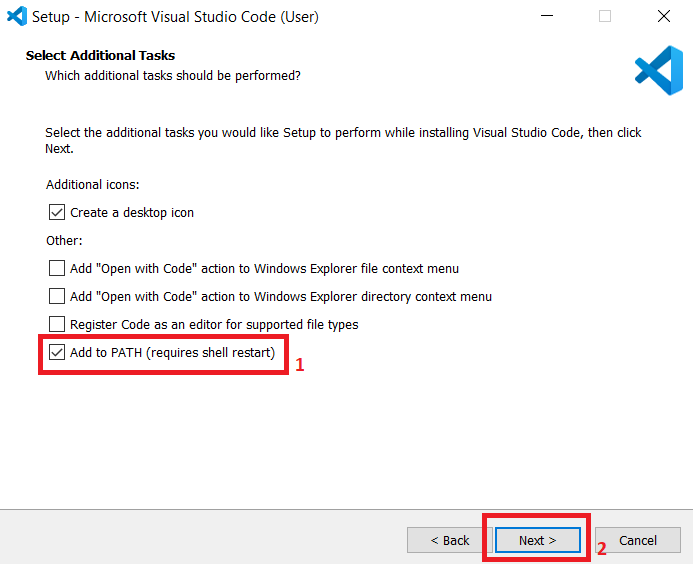 Setup - Microsoft Visual Studio Code (User)
Select Additional Tasks
Which additional tasks should be performed?
Select the additional tasks you would like Setup to perform while installing Visual Studio Code, then click
Next.
Additional icons:
Create a desktop icon
Other:
Add "Open with Code" action to Windows Explorer file context menu
Add "Open with Code" action to Windows Explorer directory context menu
Register Code as an editor for supported file types
Add to PATH (requires shell restart)
1
< Back
Next >
2
Cancel